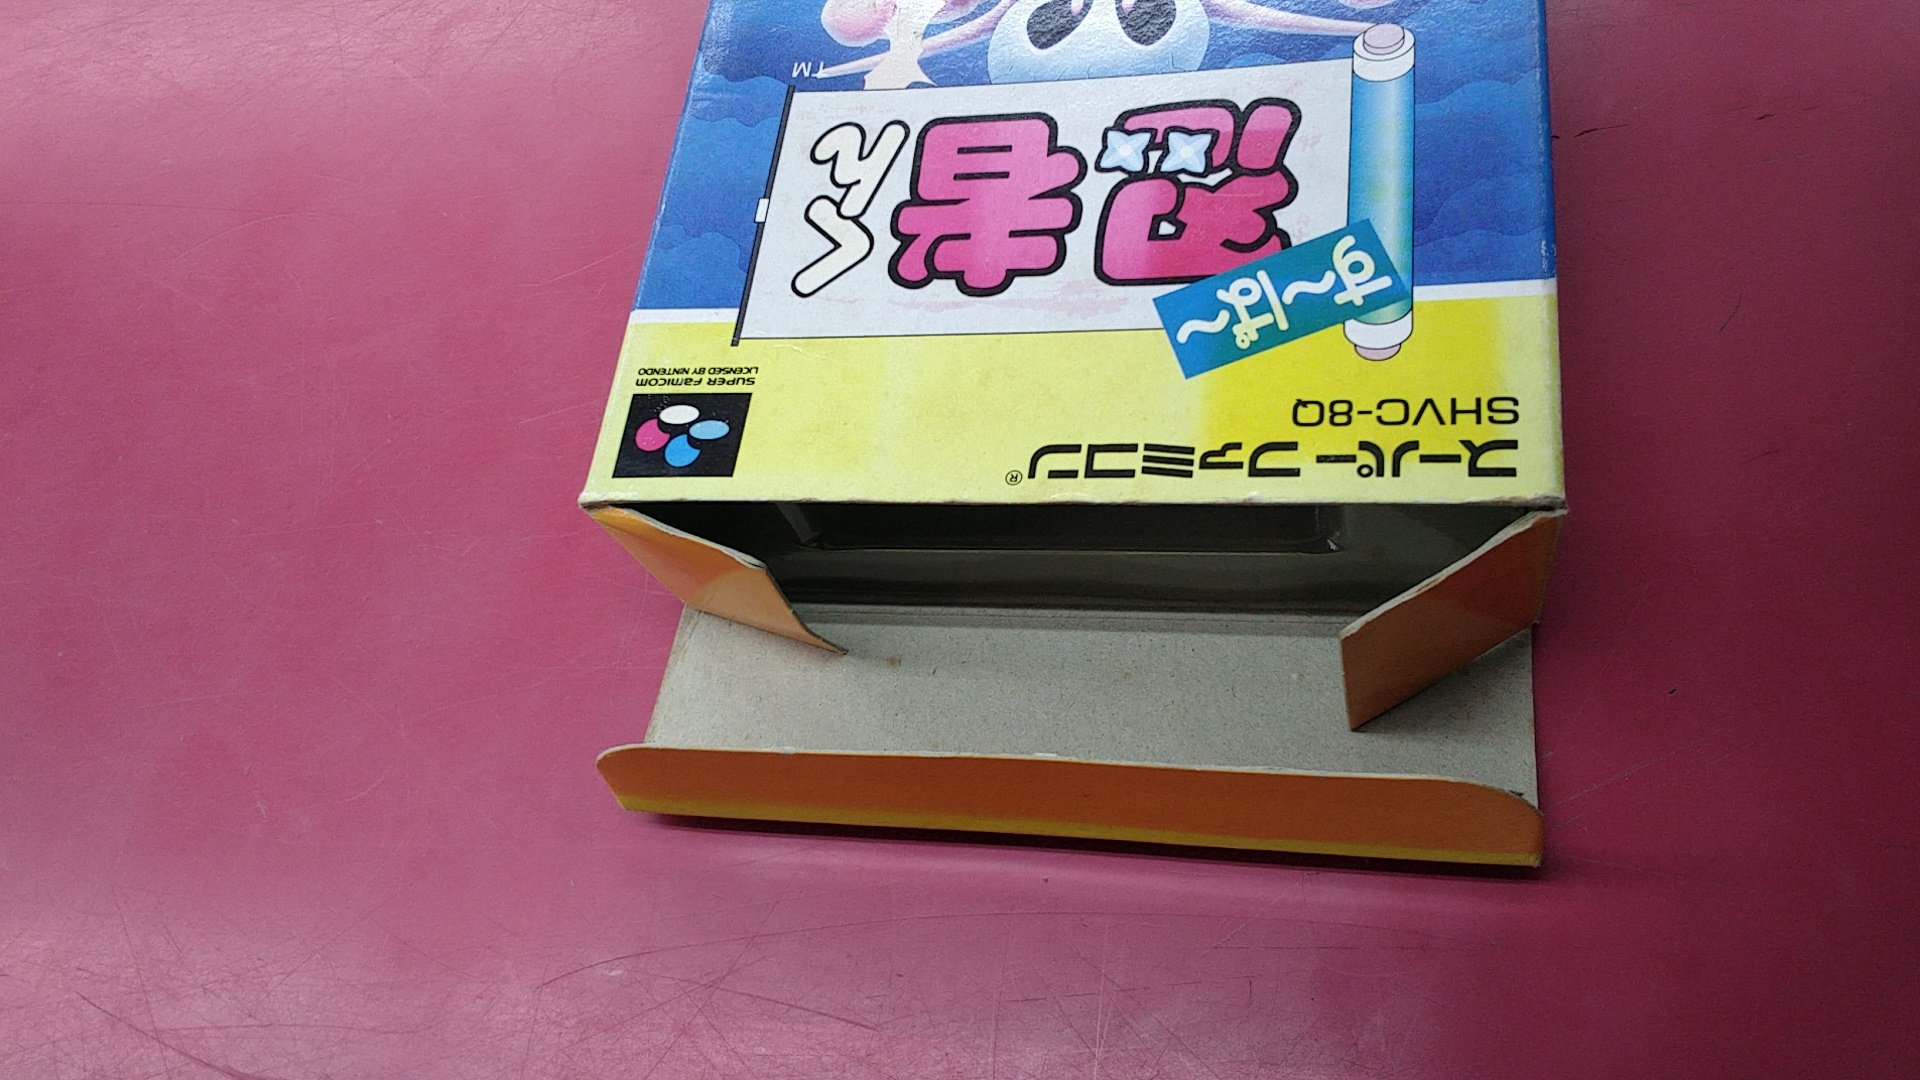 スーパーファミコン®
SHVC-8Q
SUPER FAMICOM
LICENSED BY NINTENDO
す〜ぱ〜
忍者くん
TM